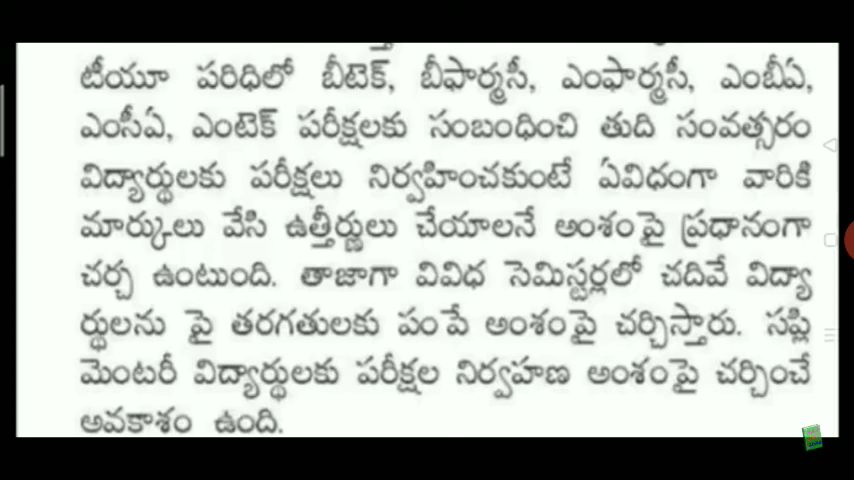 టీయూ పరిధిలో బీటెక్, బీఫార్మసీ, ఎంఫార్మసీ, ఎంబీఏ,
ఎంసీఏ, ఎంటెక్ పరీక్షలకు సంబంధించి తుది సంవత్సరం
విద్యార్థులకు పరీక్షలు నిర్వహించకుంటే ఏవిధంగా వారికి
మార్కులు వేసి ఉత్తీర్ణులు చేయాలనే అంశంపై ప్రధానంగా
చర్చ ఉంటుంది. తాజాగా వివిధ సెమిస్టర్లలో చదివే విద్యా
ర్థులను పై తరగతులకు పంపే అంశంపై చర్చిస్తారు. సప్లి
మెంటరీ విద్యార్థులకు పరీక్షల నిర్వహణ అంశంపై చర్చించే
అవకాశం ఉంది.